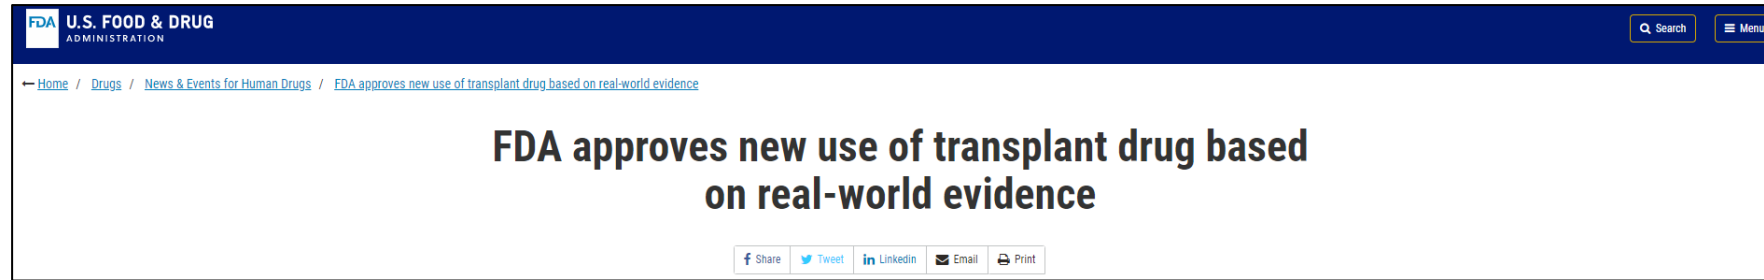 FDA U.S. FOOD & DRUG
ADMINISTRATION
Search
Menu
Home / Drugs / News & Events for Human Drugs / FDA approves new use of transplant drug based on real-world evidence
FDA approves new use of transplant drug based
on real-world evidence
Share Tweet in Linkedin Email Print